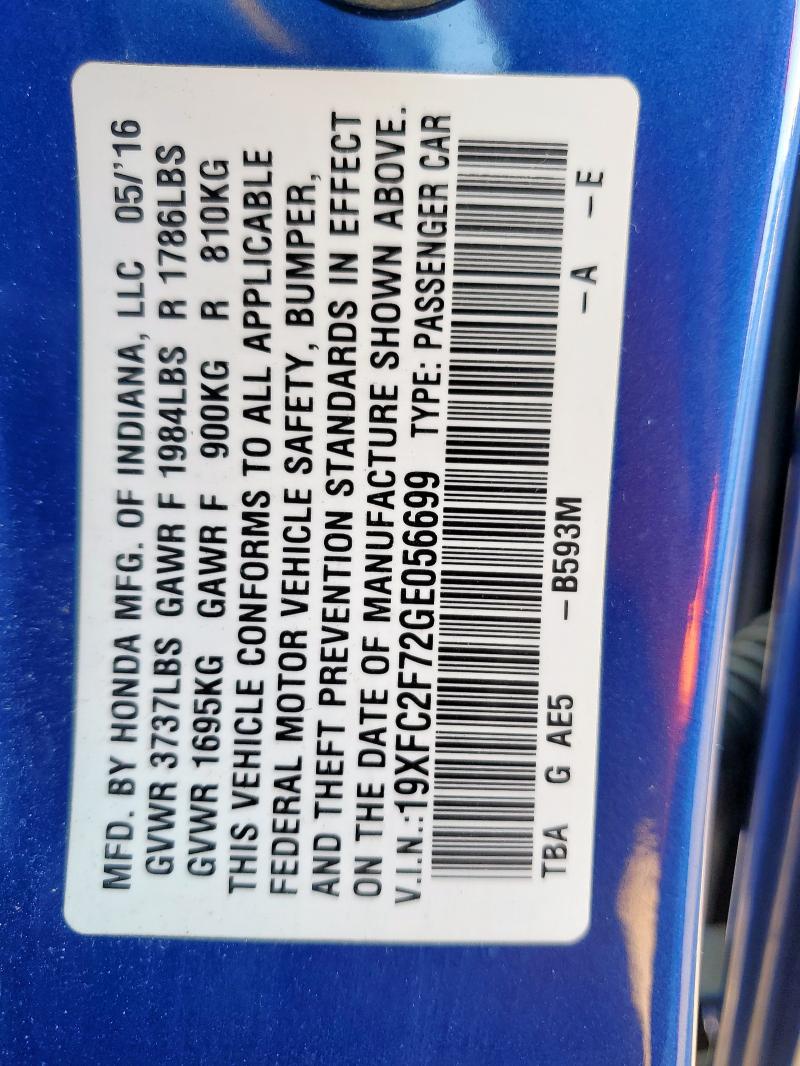 MFD. BY HONDA MFG. OF INDIANA, LLC 05/'16
GVWR 3737LBS GAWR F 1984LBS R 1786LBS
GVWR 1695KG GAWR F 900KG R 810KG
THIS VEHICLE CONFORMS TO ALL APPLICABLE
FEDERAL MOTOR VEHICLE SAFETY, BUMPER,
AND THEFT PREVENTION STANDARDS IN EFFECT
ON THE DATE OF MANUFACTURE SHOWN ABOVE.
V.I.N.:19XFC2F72GE056699 TYPE: PASSENGER CAR
TBA G AE5 –B593M –A –E